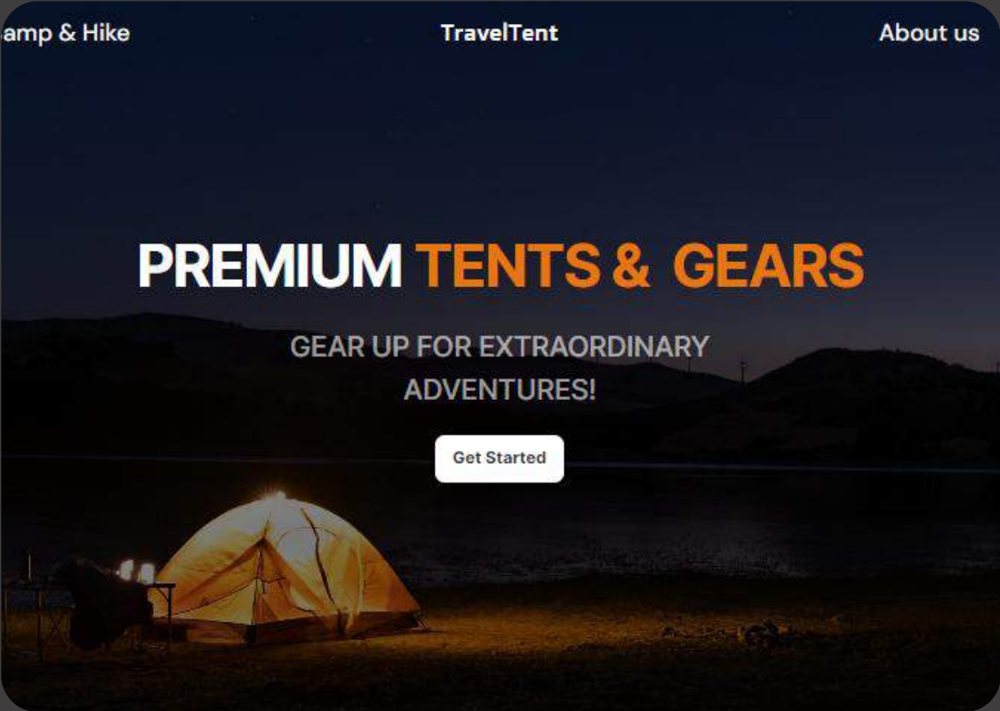 amp & Hike
TravelTent
About us
PREMIUM TENTS & GEARS
GEAR UP FOR EXTRAORDINARY
ADVENTURES!
Get Started